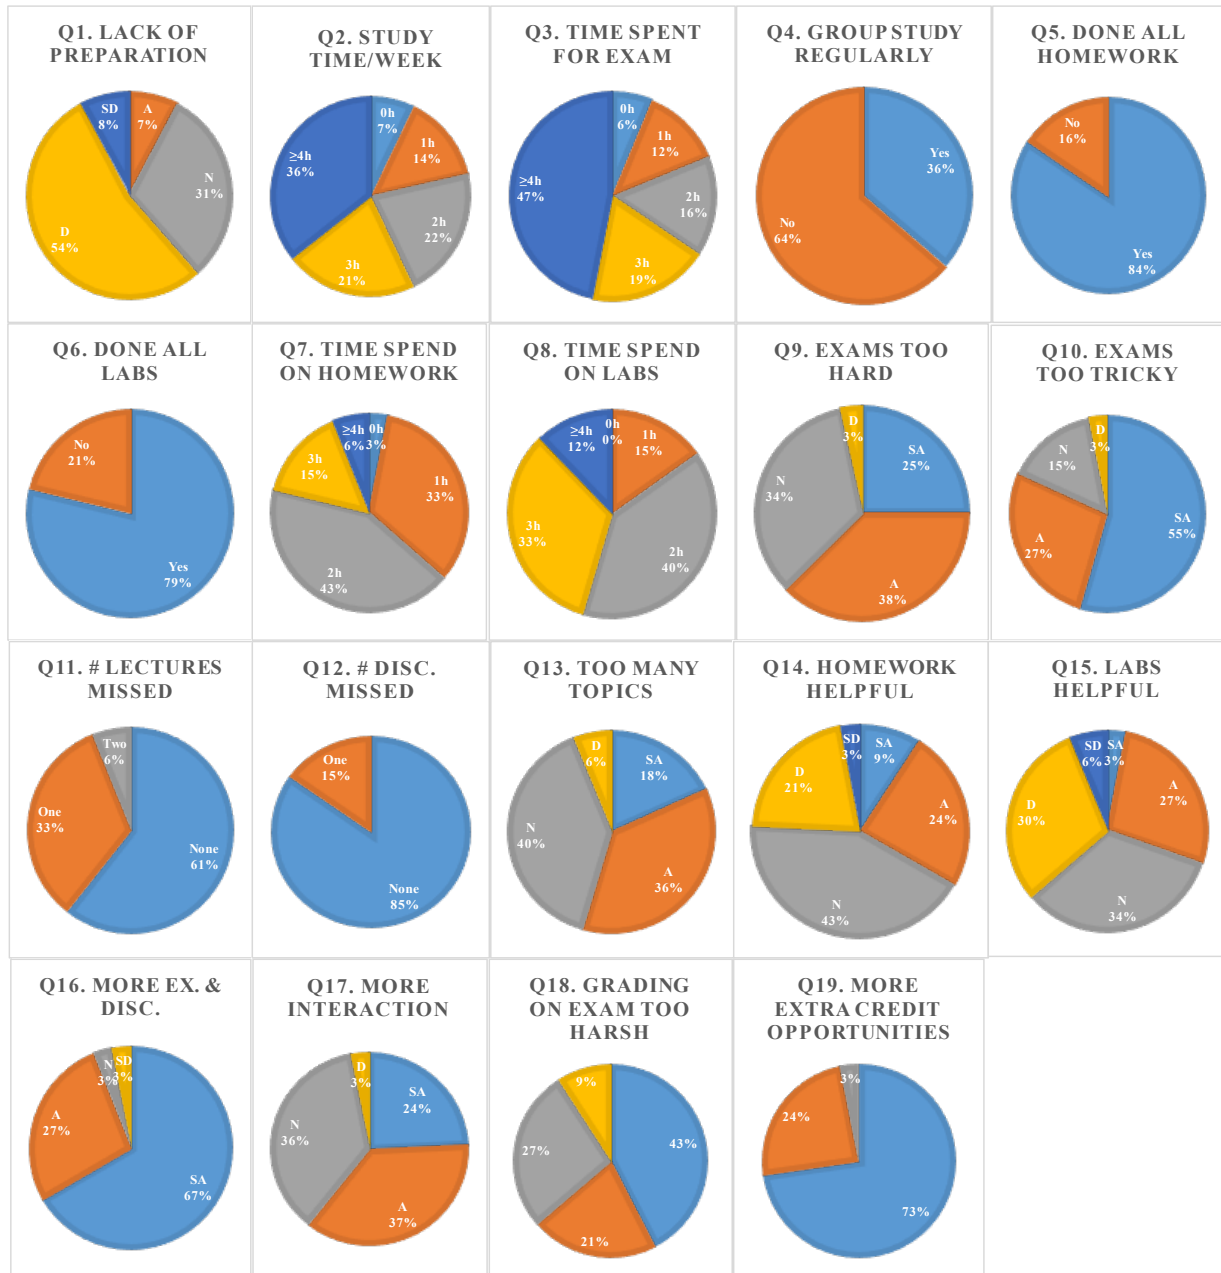 Q1. LACK OF
PREPARATION
SD
8%
A
7%
N
31%
D
54%
Q2. STUDY
TIME/WEEK
0h
7%
1h
14%
2h
22%
3h
21%
≥4h
36%
Q3. TIME SPENT
FOR EXAM
0h
6%
1h
12%
2h
16%
3h
19%
≥4h
47%
Q4. GROUP STUDY
REGULARLY
Yes
36%
No
64%
Q5. DONE ALL
HOMEWORK
No
16%
Yes
84%
Q6. DONE ALL
LABS
No
21%
Yes
79%
Q7. TIME SPEND
ON HOMEWORK
≥4h
6%
0h
3%
3h
15%
1h
33%
2h
43%
Q8. TIME SPEND
ON LABS
≥4h
12%
0h
0%
1h
15%
3h
33%
2h
40%
Q9. EXAMS TOO
HARD
D
3%
SA
25%
N
34%
A
38%
Q10. EXAMS
TOO TRICKY
D
3%
N
15%
SA
55%
A
27%
Q11. # LECTURES
MISSED
Two
6%
One
33%
None
61%
Q12. # DISC.
MISSED
One
15%
None
85%
Q13. TOO MANY
TOPICS
D
6%
SA
18%
N
40%
A
36%
Q14. HOMEWORK
HELPFUL
SD
3%
SA
9%
D
21%
A
24%
N
43%
Q15. LABS
HELPFUL
SD
6%
SA
3%
A
27%
D
30%
N
34%
Q16. MORE EX. &
DISC.
N
3%
SD
3%
A
27%
SA
67%
Q17. MORE
INTERACTION
D
3%
SA
24%
N
36%
A
37%
Q18. GRADING
ON EXAM TOO
HARSH
9%
43%
27%
21%
Q19. MORE
EXTRA CREDIT
OPPORTUNITIES
3%
24%
73%